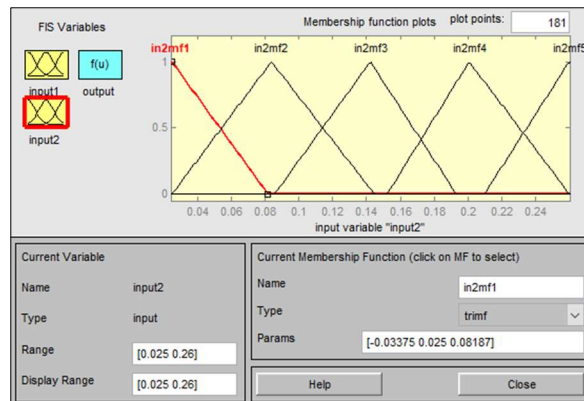 FIS Variables
Membership function plots plot points: 181
in2mf1 in2mf2 in2mf3 in2mf4 in2mf5
f(u)
input1 output
input2
1
0.5
0
0.04 0.06 0.08 0.1 0.12 0.14 0.16 0.18 0.2 0.22 0.24
input variable "input2"
Current Variable
Name input2
Type input
Range [0.025 0.26]
Display Range [0.025 0.26]
Current Membership Function (click on MF to select)
Name in2mf1
Type trimf
Params [-0.03375 0.025 0.08187]
Help Close